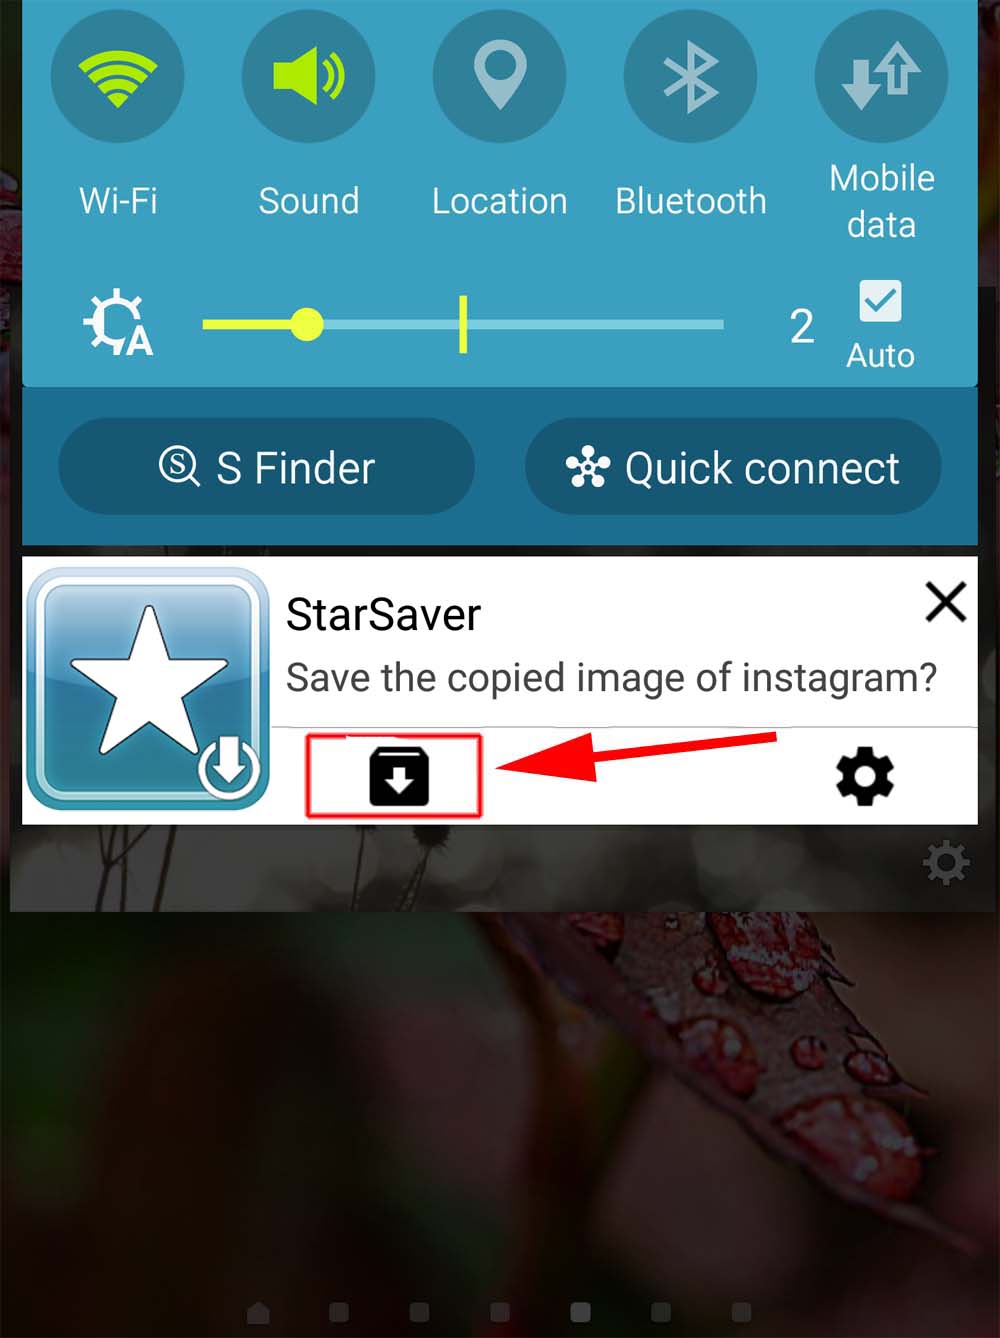 Wi-Fi
Sound
Location
Bluetooth
Mobile
data
A
2
Auto
S
S Finder
Quick connect
StarSaver
Save the copied image of instagram?